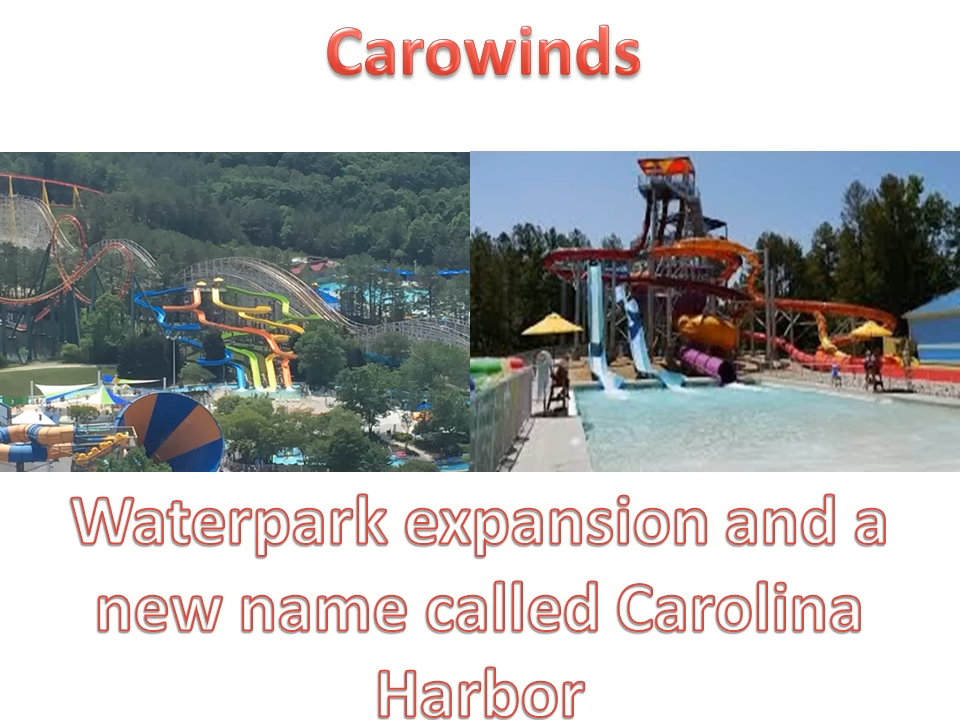 Carowinds
Waterpark expansion and a
new name called Carolina
Harbor